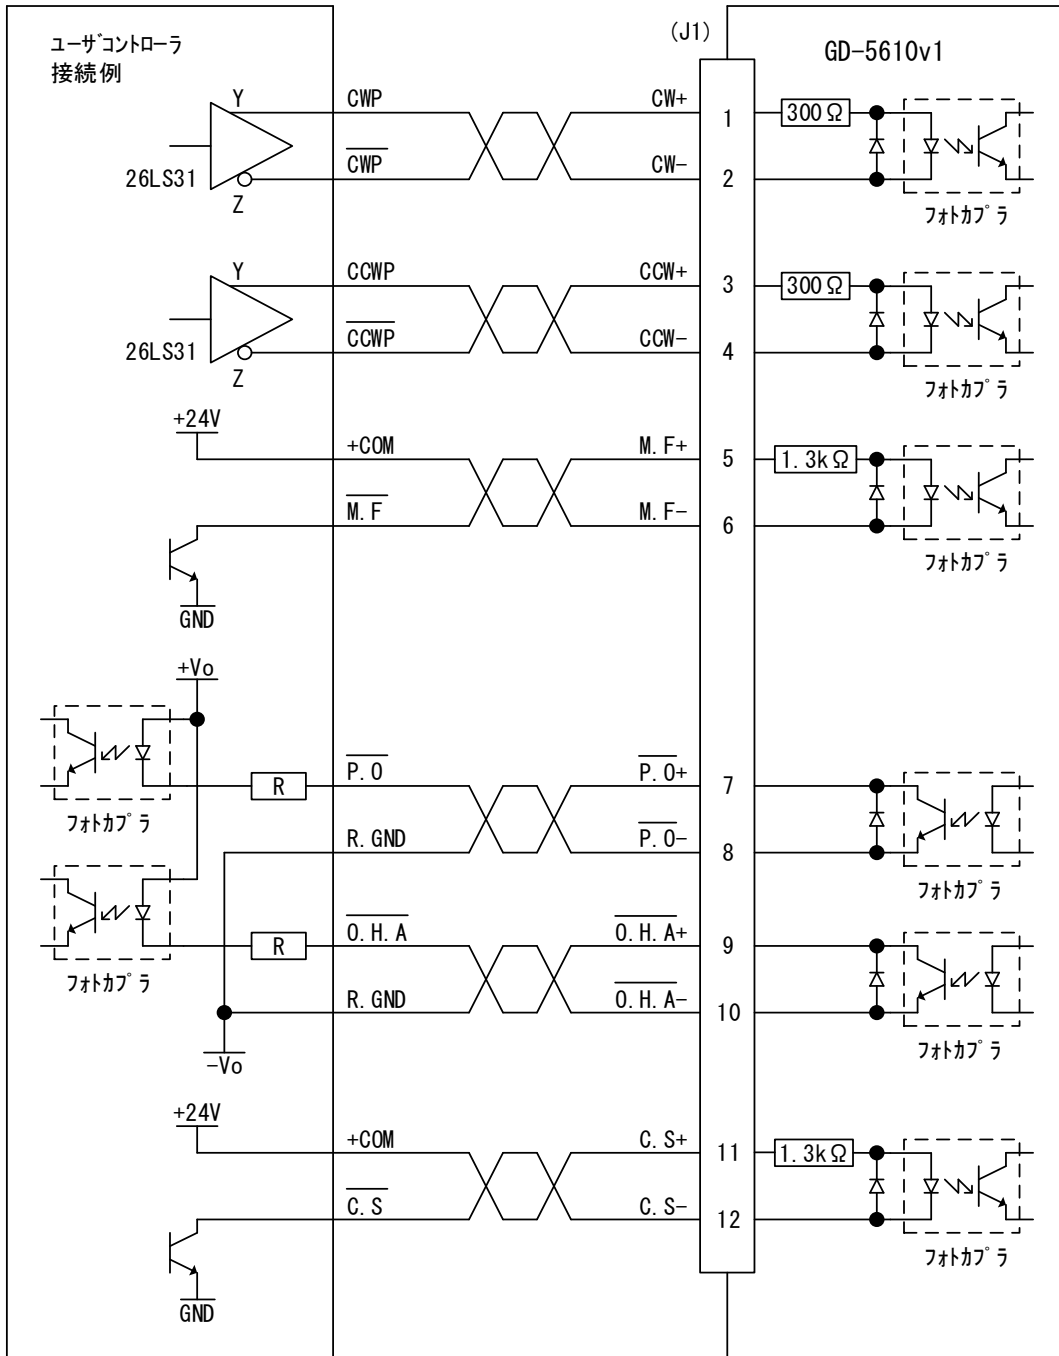 ユーザコントローラ
接続例
(J1)
GD-5610v1
Y
CWP
CW+
1
300Ω
26LS31
C̅W̅P̅
CW-
2
Z
フォトカプラ
Y
CCWP
CCW+
3
300Ω
26LS31
C̅C̅W̅P̅
CCW-
4
Z
フォトカプラ
+24V
+COM
M.F+
5
1.3kΩ
M̅.̅F̅
M.F-
6
フォトカプラ
GND
+Vo
P̅.̅O̅
P̅.̅O̅+
7
R
フォトカプラ
R.GND
P̅.̅O̅-
8
フォトカプラ
O̅.̅H̅.̅A̅
O̅.̅H̅.̅A̅+
9
R
フォトカプラ
R.GND
O̅.̅H̅.̅A̅-
10
フォトカプラ
-Vo
+24V
+COM
C.S+
11
1.3kΩ
C̅.̅S̅
C.S-
12
フォトカプラ
GND